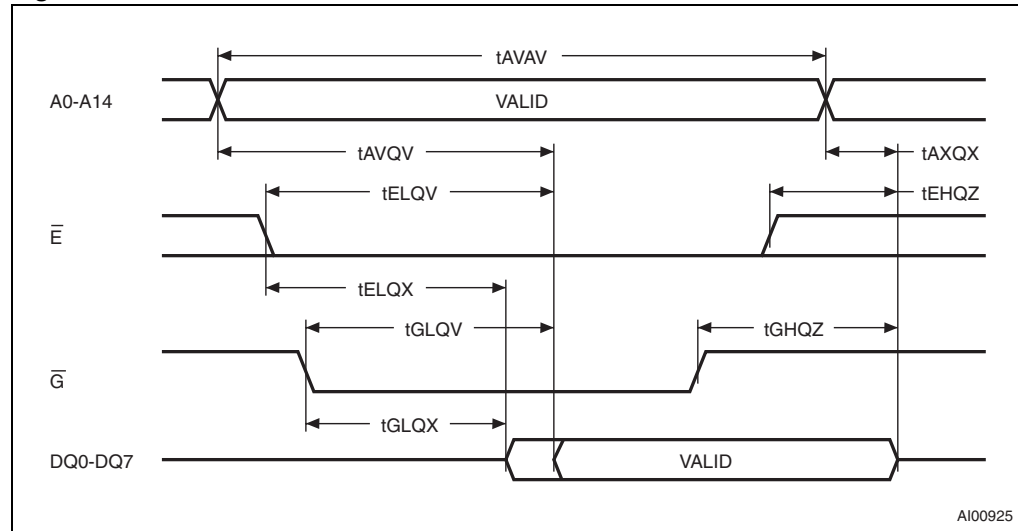 tAVAV
A0-A14
VALID
tAVQV
tAXQX
tELQV
tEHQZ
E̅
tELQX
tGLQV
tGHQZ
G̅
tGLQX
DQ0-DQ7
VALID
AI00925